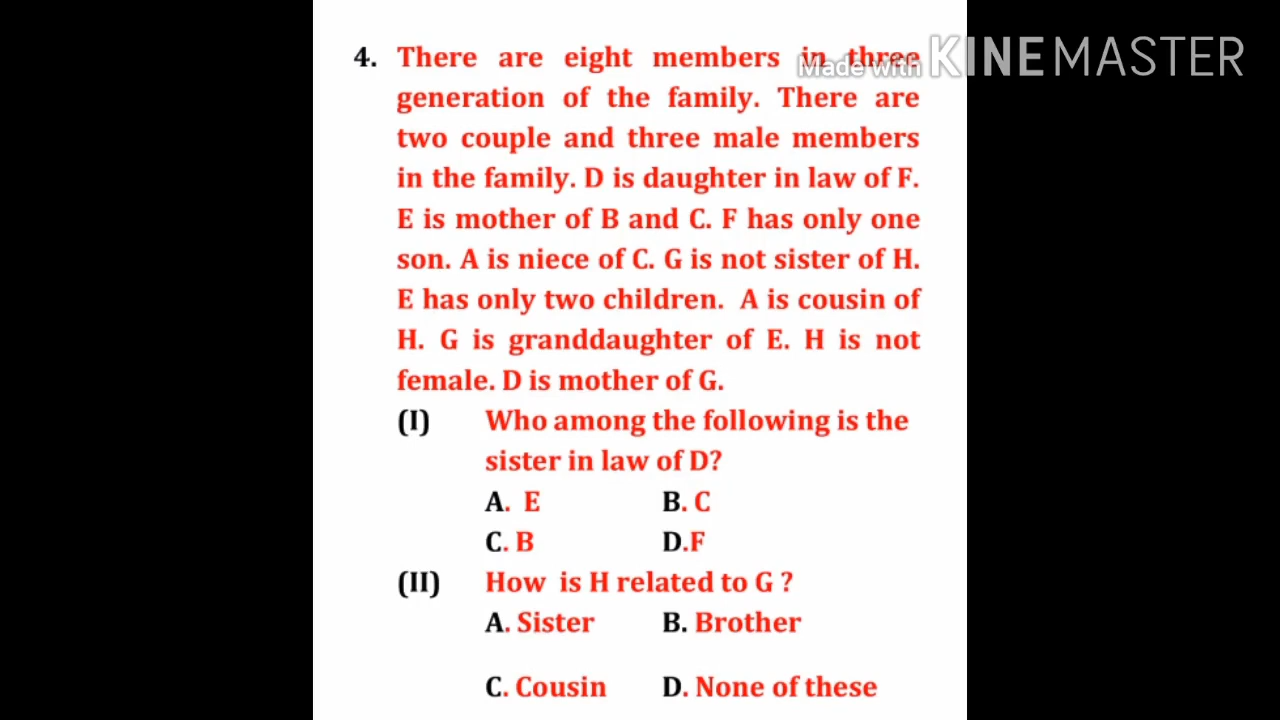 4. There are eight members in three
Made with KINEMASTER
generation of the family. There are
two couple and three male members
in the family. D is daughter in law of F.
E is mother of B and C. F has only one
son. A is niece of C. G is not sister of H.
E has only two children. A is cousin of
H. G is granddaughter of E. H is not
female. D is mother of G.
(I) Who among the following is the
sister in law of D?
A. E B. C
C. B D.F
(II) How is H related to G ?
A. Sister B. Brother
C. Cousin D. None of these